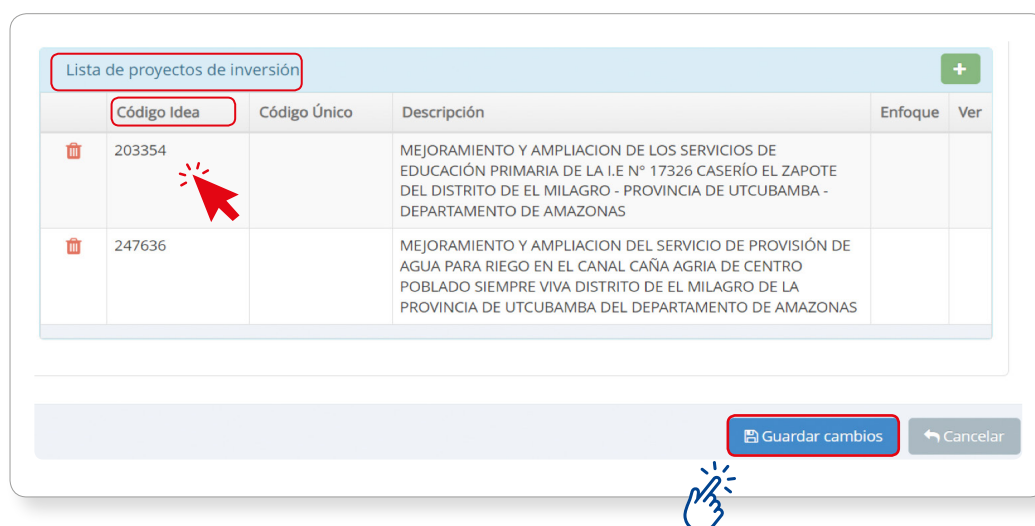 Lista de proyectos de inversión
+
Código Idea Código Único Descripción Enfoque Ver
203354 MEJORAMIENTO Y AMPLIACION DE LOS SERVICIOS DE
EDUCACIÓN PRIMARIA DE LA I.E N° 17326 CASERÍO EL ZAPOTE
DEL DISTRITO DE EL MILAGRO - PROVINCIA DE UTCUBAMBA -
DEPARTAMENTO DE AMAZONAS
247636 MEJORAMIENTO Y AMPLIACION DEL SERVICIO DE PROVISIÓN DE
AGUA PARA RIEGO EN EL CANAL CAÑA AGRIA DE CENTRO
POBLADO SIEMPRE VIVA DISTRITO DE EL MILAGRO DE LA
PROVINCIA DE UTCUBAMBA DEL DEPARTAMENTO DE AMAZONAS
Guardar cambios Cancelar